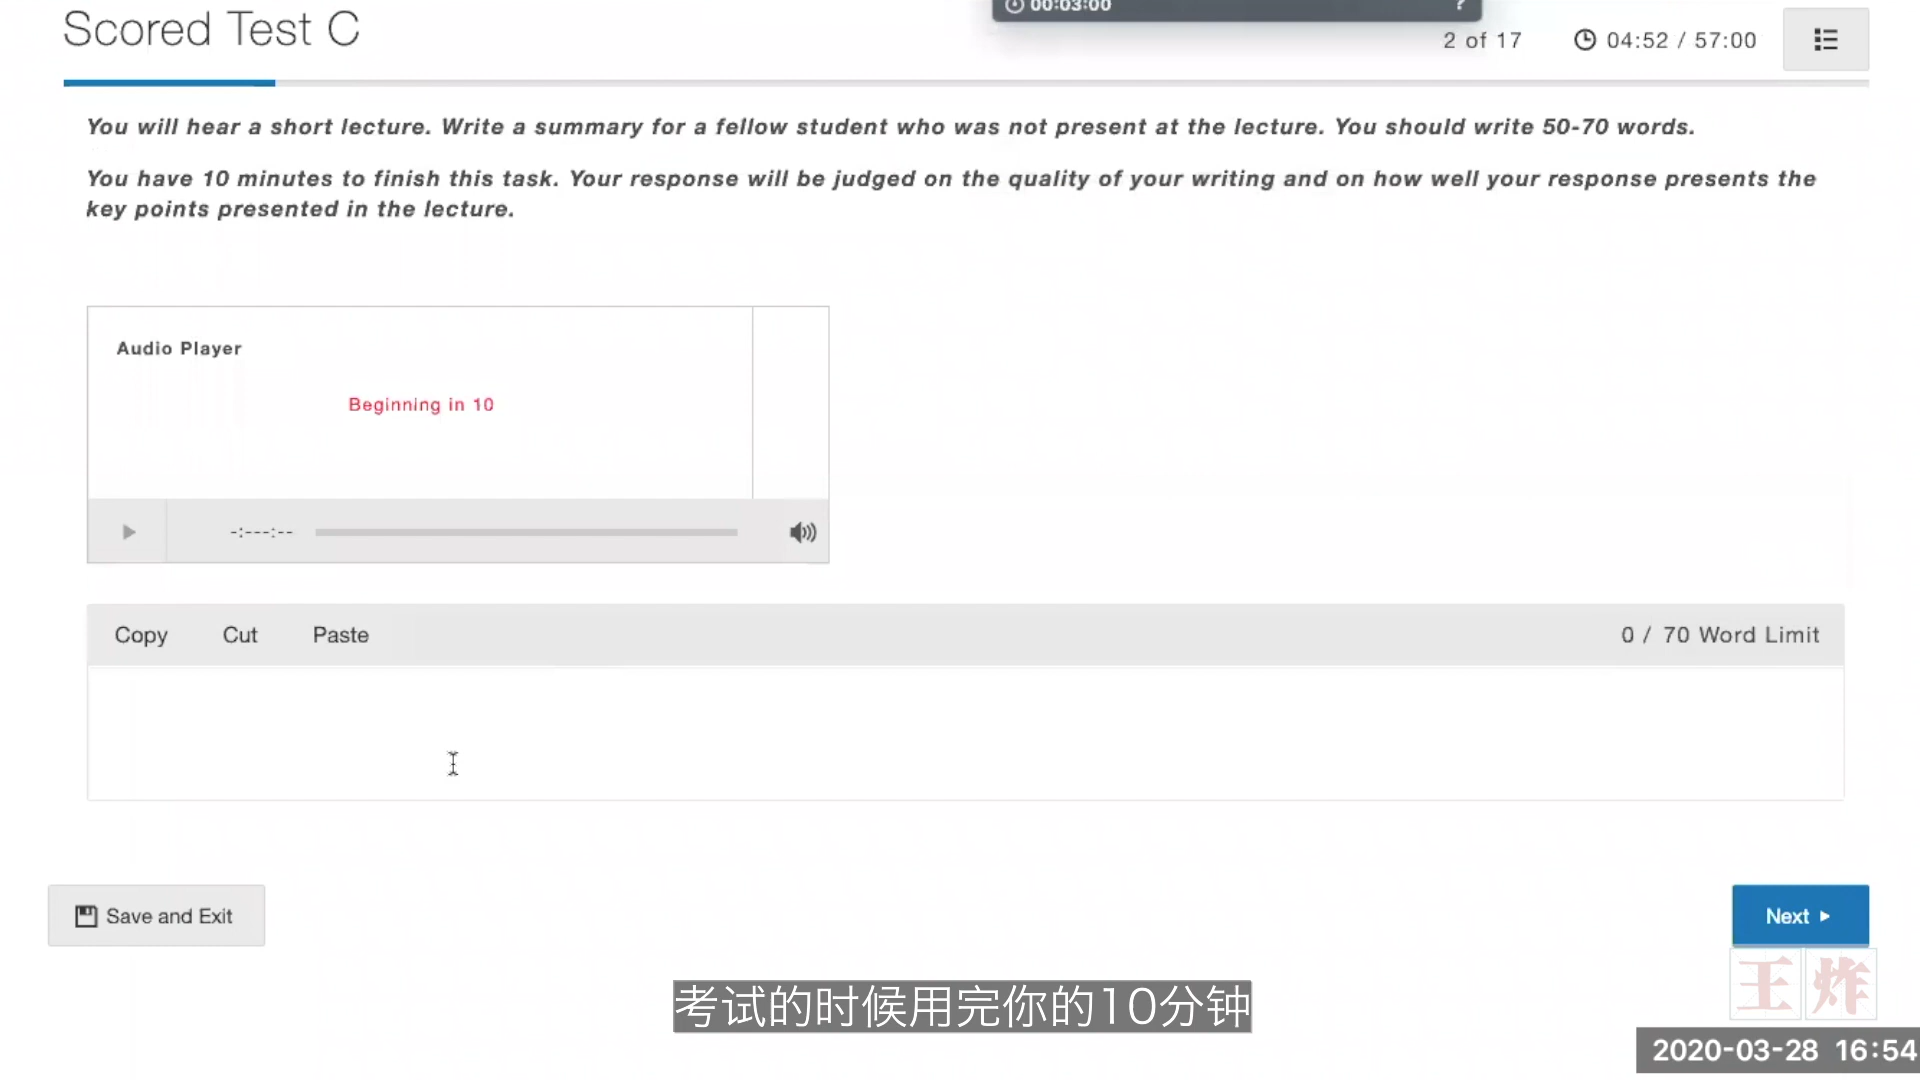 Scored Test C
00:03:00
?
2 of 17
04:52 / 57:00
You will hear a short lecture. Write a summary for a fellow student who was not present at the lecture. You should write 50-70 words.
You have 10 minutes to finish this task. Your response will be judged on the quality of your writing and on how well your response presents the
key points presented in the lecture.
Audio Player
Beginning in 10
-:---:--
Copy Cut Paste
0 / 70 Word Limit
Save and Exit
Next
王炸
考试的时候用完你的10分钟
2020-03-28 16:54